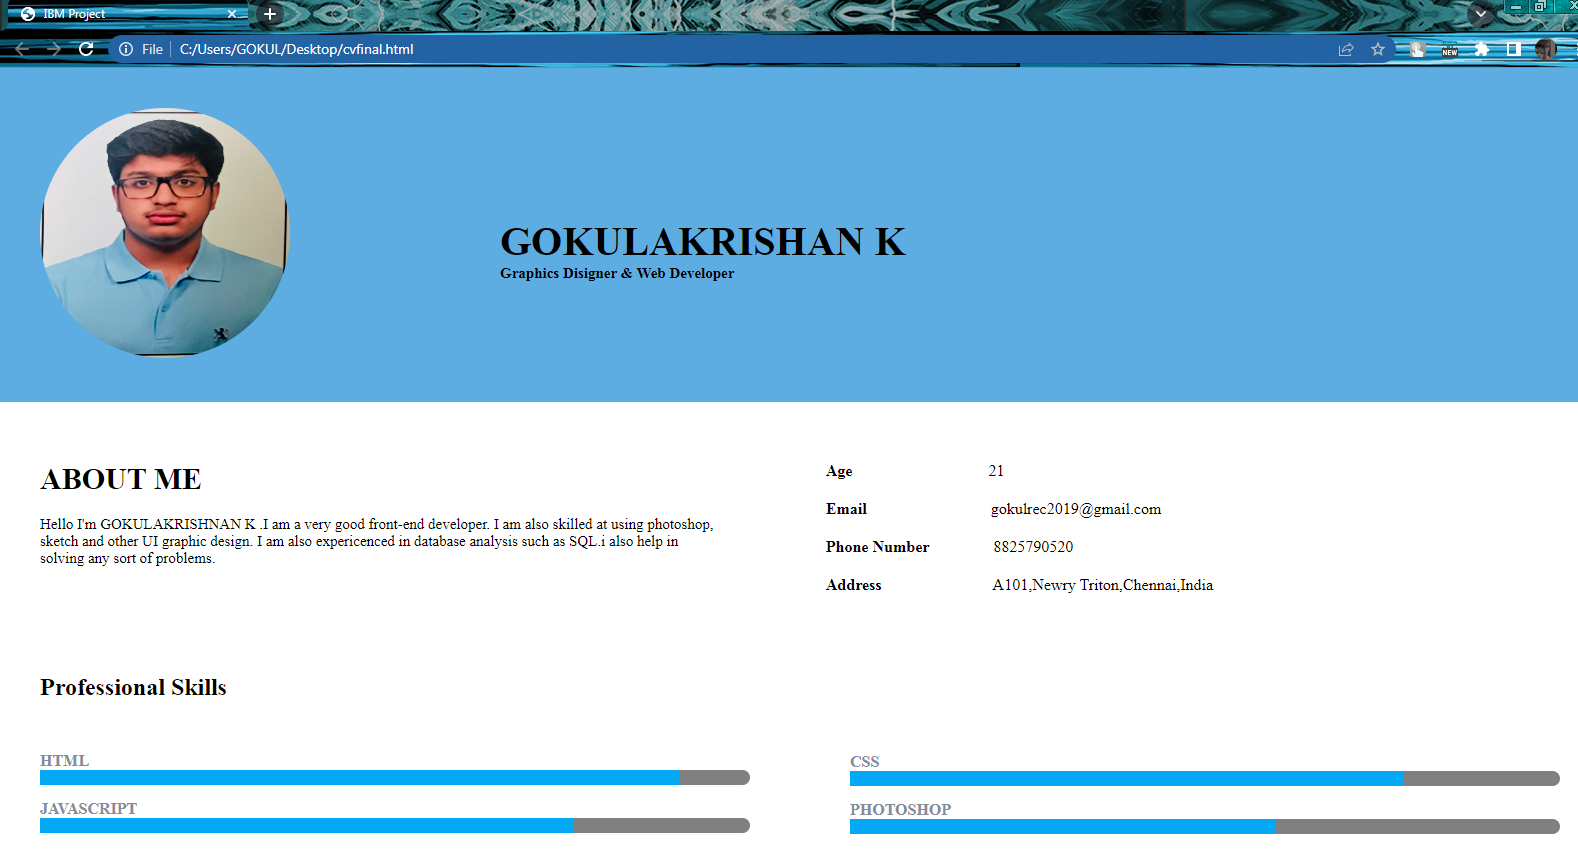 IBM Project
File
C:/Users/GOKUL/Desktop/cvfinal.html
NEW
GOKULAKRISHAN K
Graphics Disigner & Web Developer
ABOUT ME
Hello I'm GOKULAKRISHNAN K .I am a very good front-end developer. I am also skilled at using photoshop,
sketch and other UI graphic design. I am also expericenced in database analysis such as SQL.i also help in
solving any sort of problems.
Age 21
Email gokulrec2019@gmail.com
Phone Number 8825790520
Address A101,Newry Triton,Chennai,India
Professional Skills
HTML
CSS
JAVASCRIPT
PHOTOSHOP